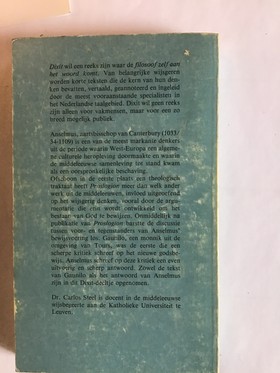 Dixit wil een reeks zijn waar de filosoof zelf aan
het woord komt. Van belangrijke wijsgeren
worden korte teksten die de kern van hun den-
ken bevatten, vertaald, geannoteerd en ingeleid
door de meest vooraanstaande specialisten in
het Nederlandse taalgebied. Dixit wil geen reeks
zijn alleen voor vakmensen, maar voor een zo
breed mogelijk publiek.
Anselmus, aartsbisschop van Canterbury (1033/
34-1109) is een van de meest markante denkers
uit de periode waarin West-Europa een algeme-
ne culturele heropleving doormaakte en waarin
de middeleeuwse samenleving tot stand kwam
als een oorspronkelijke beschaving.
Ofschoon in de eerste plaats een theologisch
traktaat heeft Proslogion meer dan welk ander
werk uit de middeleeuwen, invloed uitgeoefend
op het wijsgerig denken, vooral door de argu-
mentatie die erin wordt ontwikkeld om het
bestaan van God te bewijzen. Onmiddellijk na
publikatie van Proslogion barstte de discussie
tussen voor- en tegenstanders van Anselmus'
bewijsvoering los. Gaunilo, een monnik uit de
omgeving van Tours, was de eerste die een
scherpe kritiek schreef op het nieuwe godsbe-
wijs. Anselmus schreef op deze kritiek een even
uitvoerig en scherp antwoord. Zowel de tekst
van Gaunilo als het antwoord van Anselmus
zijn in dit Dixit-deeltje opgenomen.
Dr. Carlos Steel is docent in de middeleeuwse
wijsbegeerte aan de Katholieke Universiteit te
Leuven